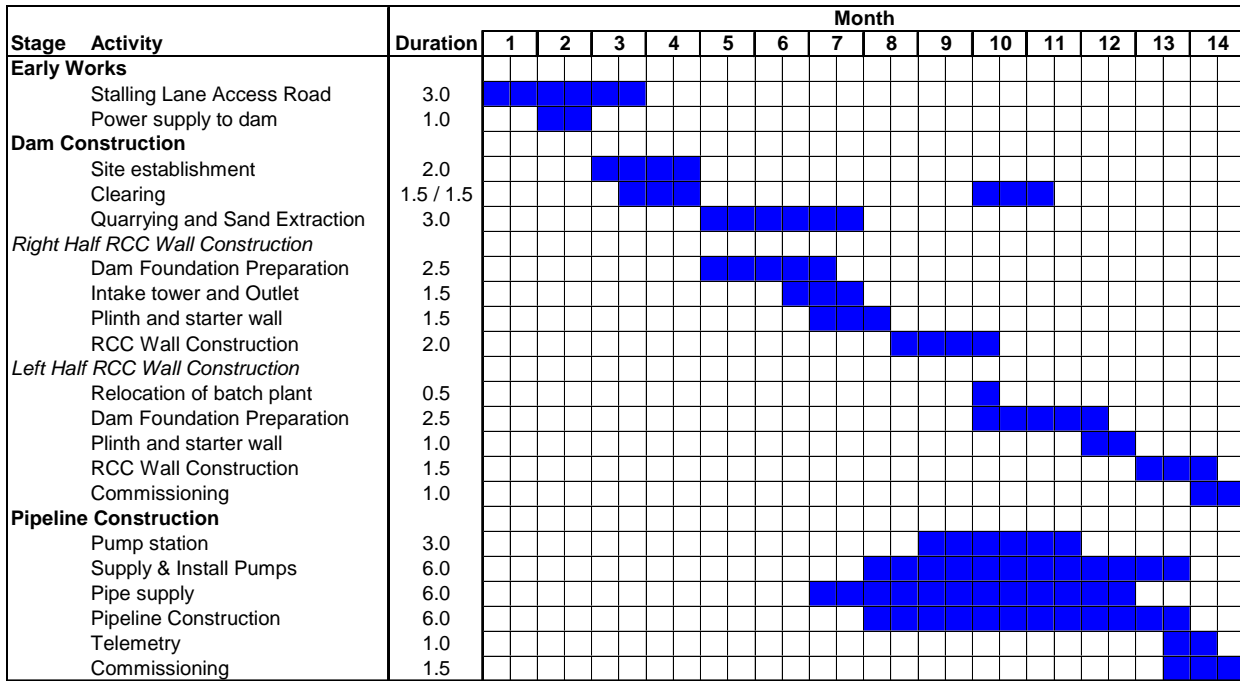 Month
Stage Activity Duration 1 2 3 4 5 6 7 8 9 10 11 12 13 14
Early Works
Stalling Lane Access Road 3.0
Power supply to dam 1.0
Dam Construction
Site establishment 2.0
Clearing 1.5 / 1.5
Quarrying and Sand Extraction 3.0
Right Half RCC Wall Construction
Dam Foundation Preparation 2.5
Intake tower and Outlet 1.5
Plinth and starter wall 1.5
RCC Wall Construction 2.0
Left Half RCC Wall Construction
Relocation of batch plant 0.5
Dam Foundation Preparation 2.5
Plinth and starter wall 1.0
RCC Wall Construction 1.5
Commissioning 1.0
Pipeline Construction
Pump station 3.0
Supply & Install Pumps 6.0
Pipe supply 6.0
Pipeline Construction 6.0
Telemetry 1.0
Commissioning 1.5